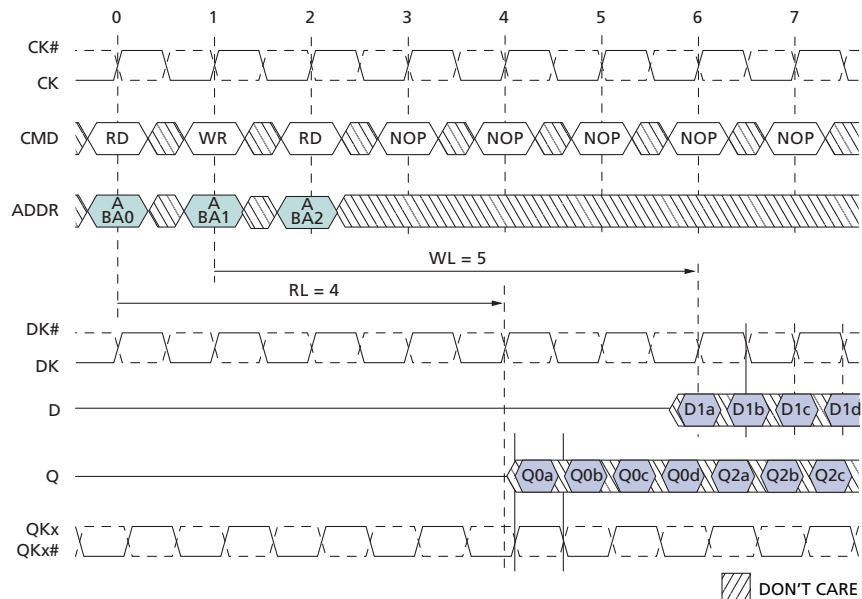 0 1 2 3 4 5 6 7
CK#
CK
CMD RD WR RD NOP NOP NOP NOP NOP
ADDR A BA0 A BA1 A BA2
WL = 5
RL = 4
DK#
DK
D D1a D1b D1c D1d
Q Q0a Q0b Q0c Q0d Q2a Q2b Q2c
QKx
QKx#
DON'T CARE